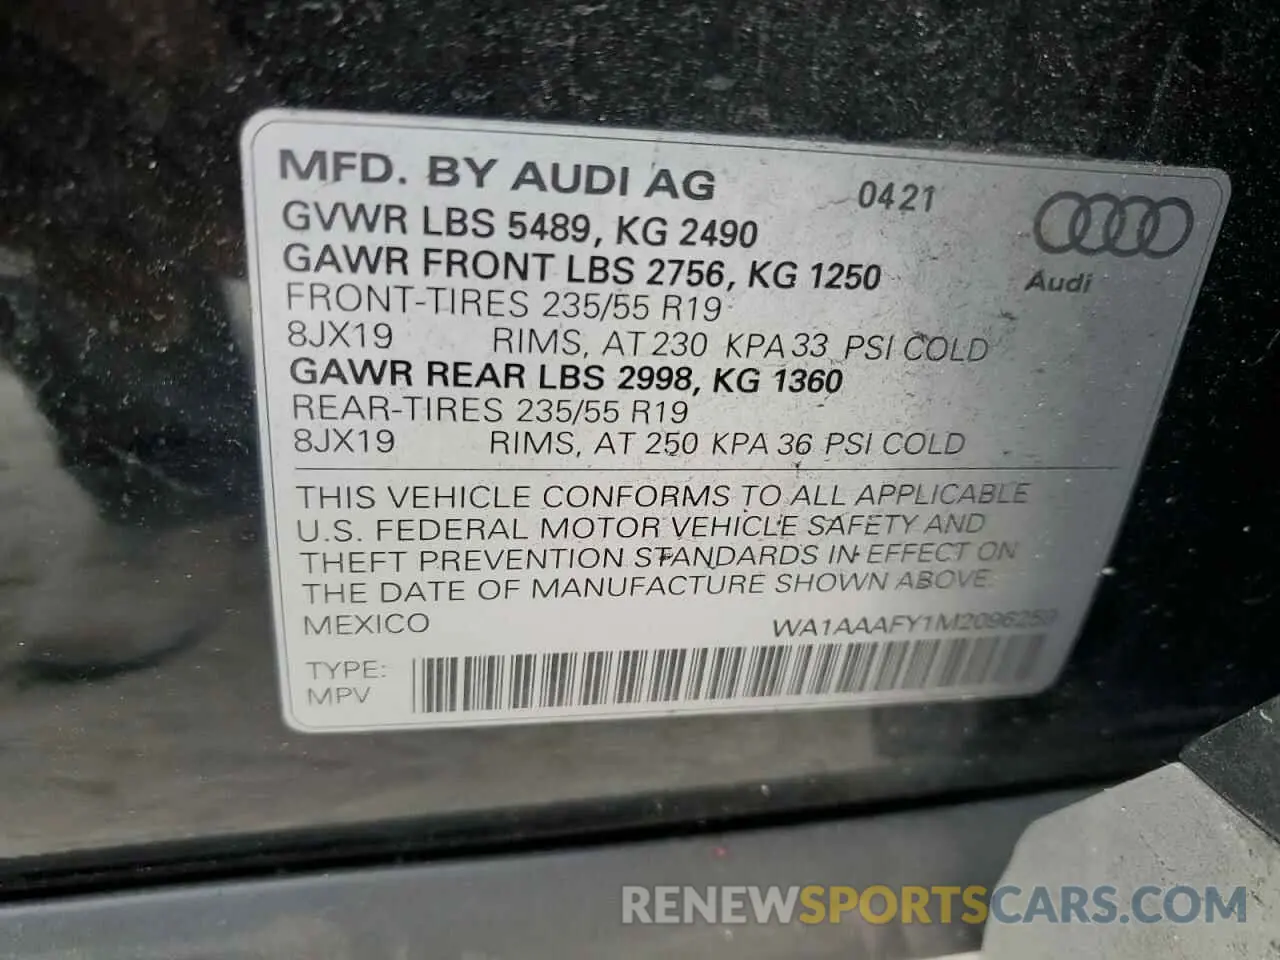 MFD. BY AUDI AG 0421
GVWR LBS 5489, KG 2490
GAWR FRONT LBS 2756, KG 1250
Audi
FRONT-TIRES 235/55 R19
8JX19 RIMS, AT 230 KPA 33 PSI COLD
GAWR REAR LBS 2998, KG 1360
REAR-TIRES 235/55 R19
8JX19 RIMS, AT 250 KPA 36 PSI COLD
THIS VEHICLE CONFORMS TO ALL APPLICABLE
U.S. FEDERAL MOTOR VEHICLE SAFETY AND
THEFT PREVENTION STANDARDS IN EFFECT ON
THE DATE OF MANUFACTURE SHOWN ABOVE.
MEXICO WA1AAAFY1M2096259
TYPE:
MPV
RENEWSPORTSCARS.COM